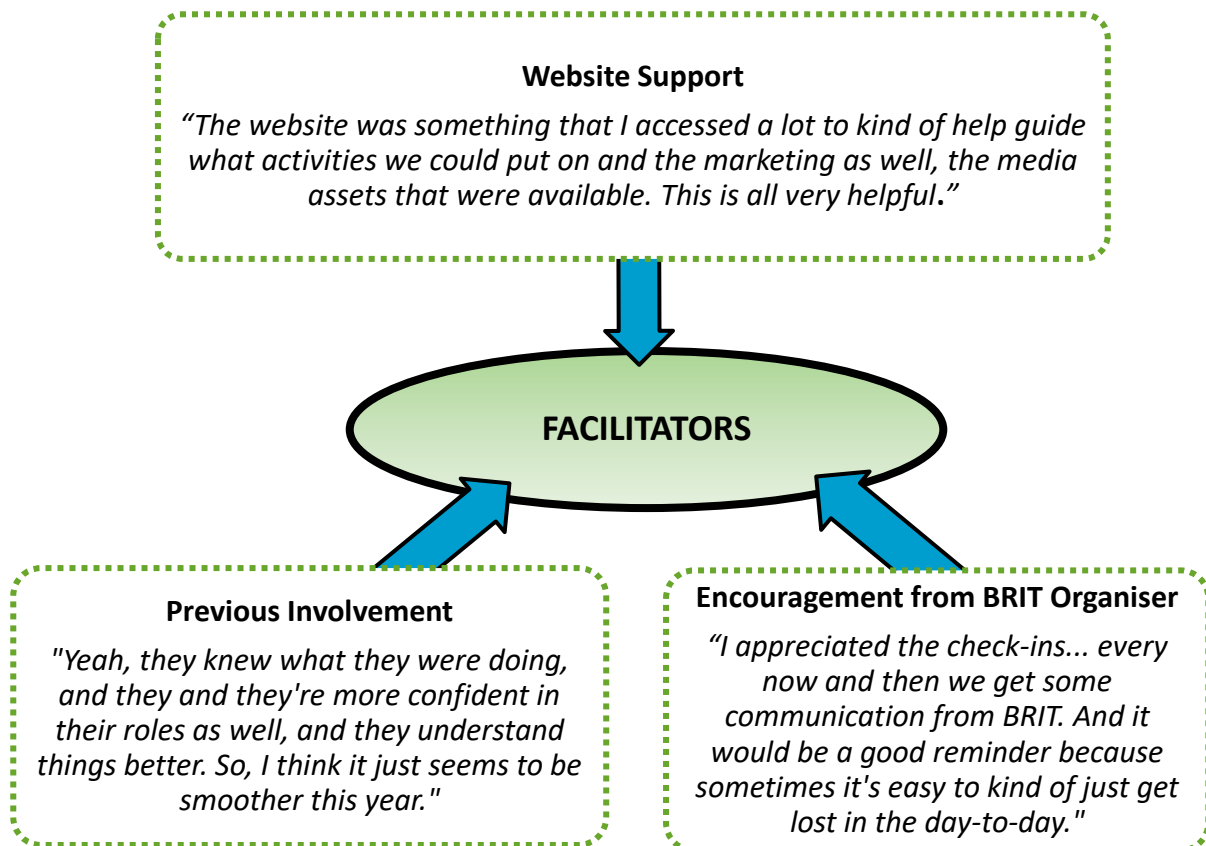 Website Support
“The website was something that I accessed a lot to kind of help guide
what activities we could put on and the marketing as well, the media
assets that were available. This is all very helpful.”
FACILITATORS
Previous Involvement
"Yeah, they knew what they were doing,
and they and they're more confident in
their roles as well, and they understand
things better. So, I think it just seems to be
smoother this year."
Encouragement from BRIT Organiser
“I appreciated the check-ins... every
now and then we get some
communication from BRIT. And it
would be a good reminder because
sometimes it's easy to kind of just get
lost in the day-to-day."